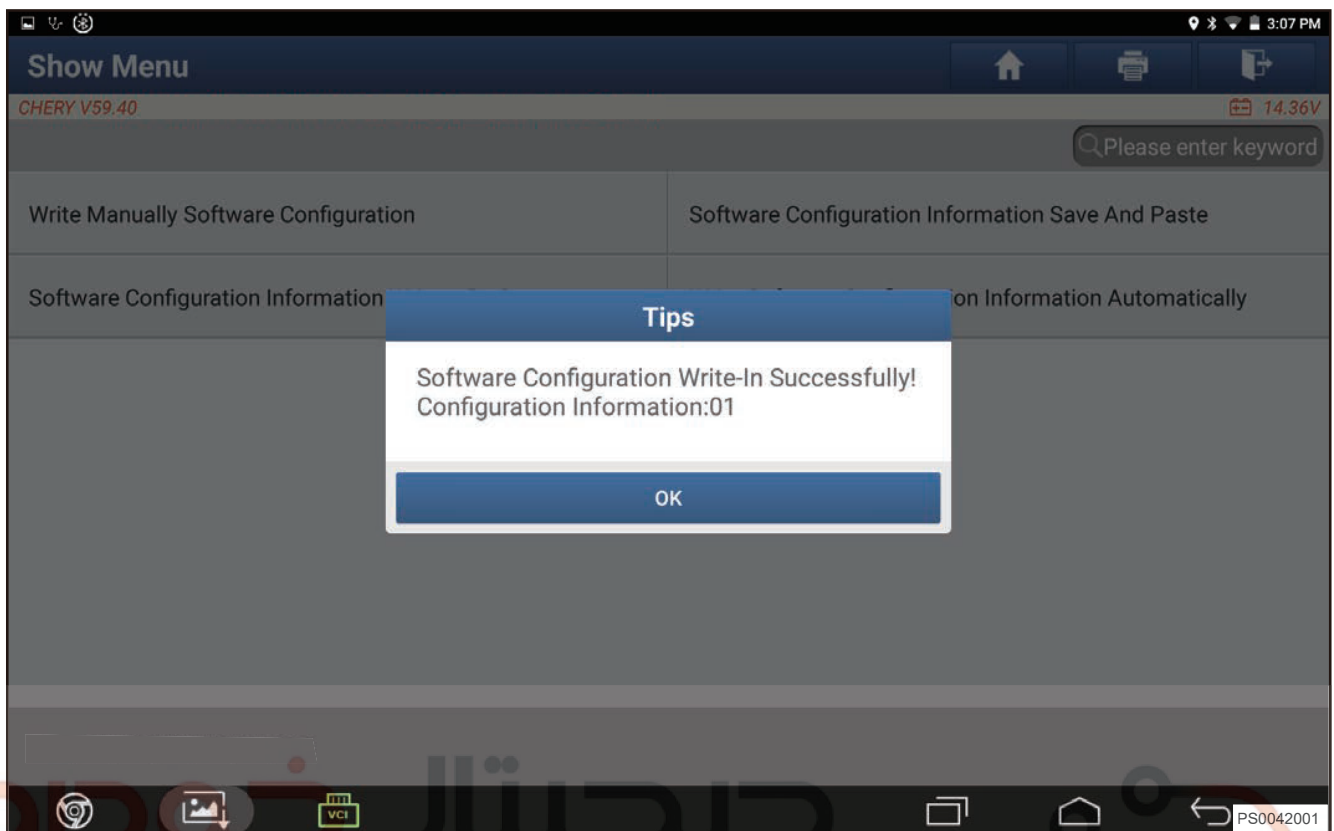 3:07 PM
Show Menu
CHERY V59.40
14.36V
Please enter keyword
Write Manually Software Configuration
Software Configuration Information Save And Paste
Software Configuration Information
on Information Automatically
Tips
Software Configuration Write-In Successfully!
Configuration Information:01
OK
VCI
PS0042001